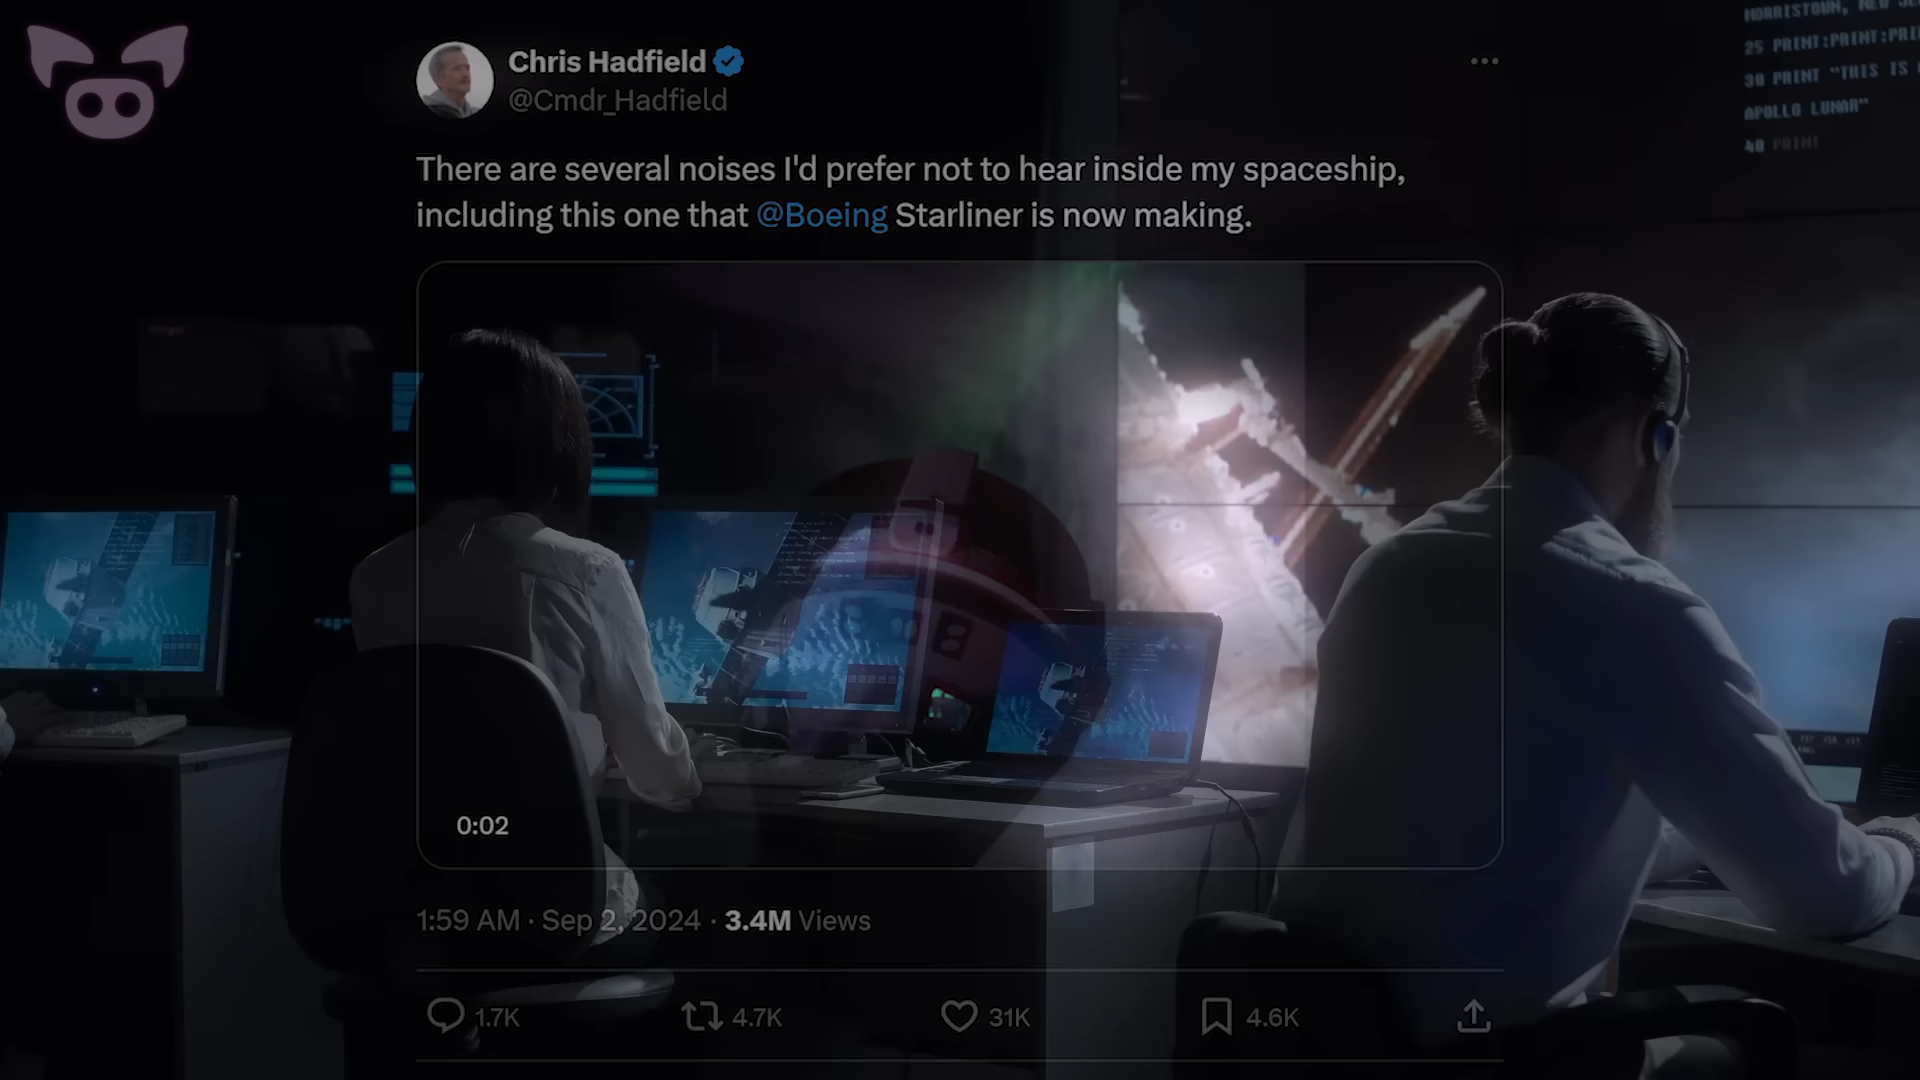 Chris Hadfield
@Cmdr_Hadfield
There are several noises I'd prefer not to hear inside my spaceship,
including this one that @Boeing Starliner is now making.
0:02
1:59 AM · Sep 2, 2024 · 3.4M Views
1.7K 4.7K 31K 4.6K
MORRISTOWN, NEW
25 PRINT:PRINT:PRI
30 PRINT "THIS IS
APOLLO LUNAR"
40 PRINT